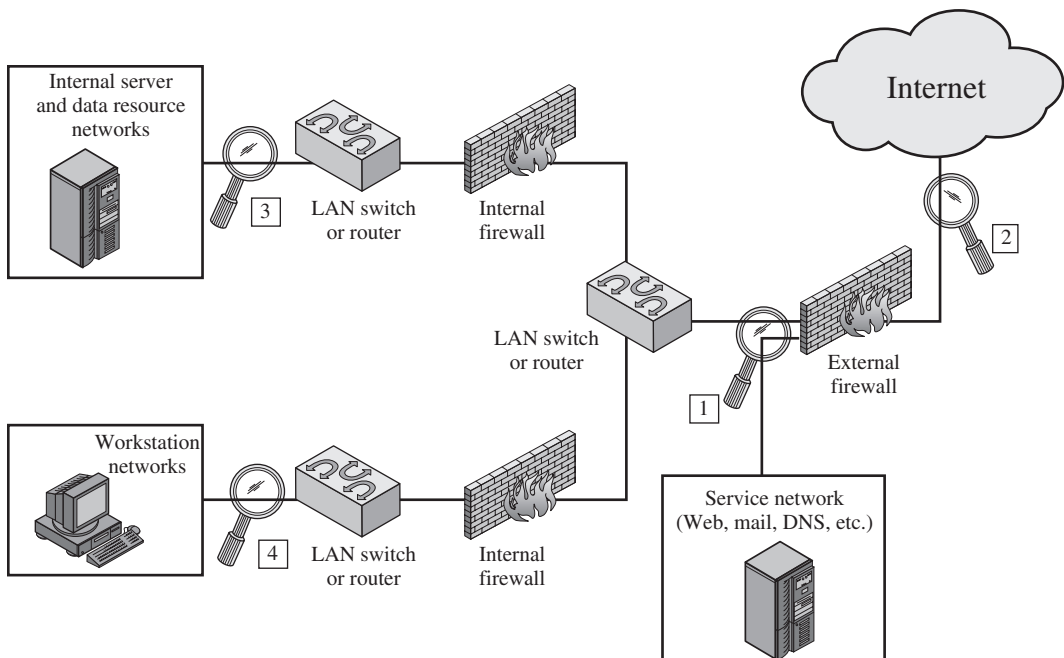 Internal server
and data resource
networks
3
LAN switch
or router
Internal
firewall
Internet
2
LAN switch
or router
1
External
firewall
Workstation
networks
4
LAN switch
or router
Internal
firewall
Service network
(Web, mail, DNS, etc.)